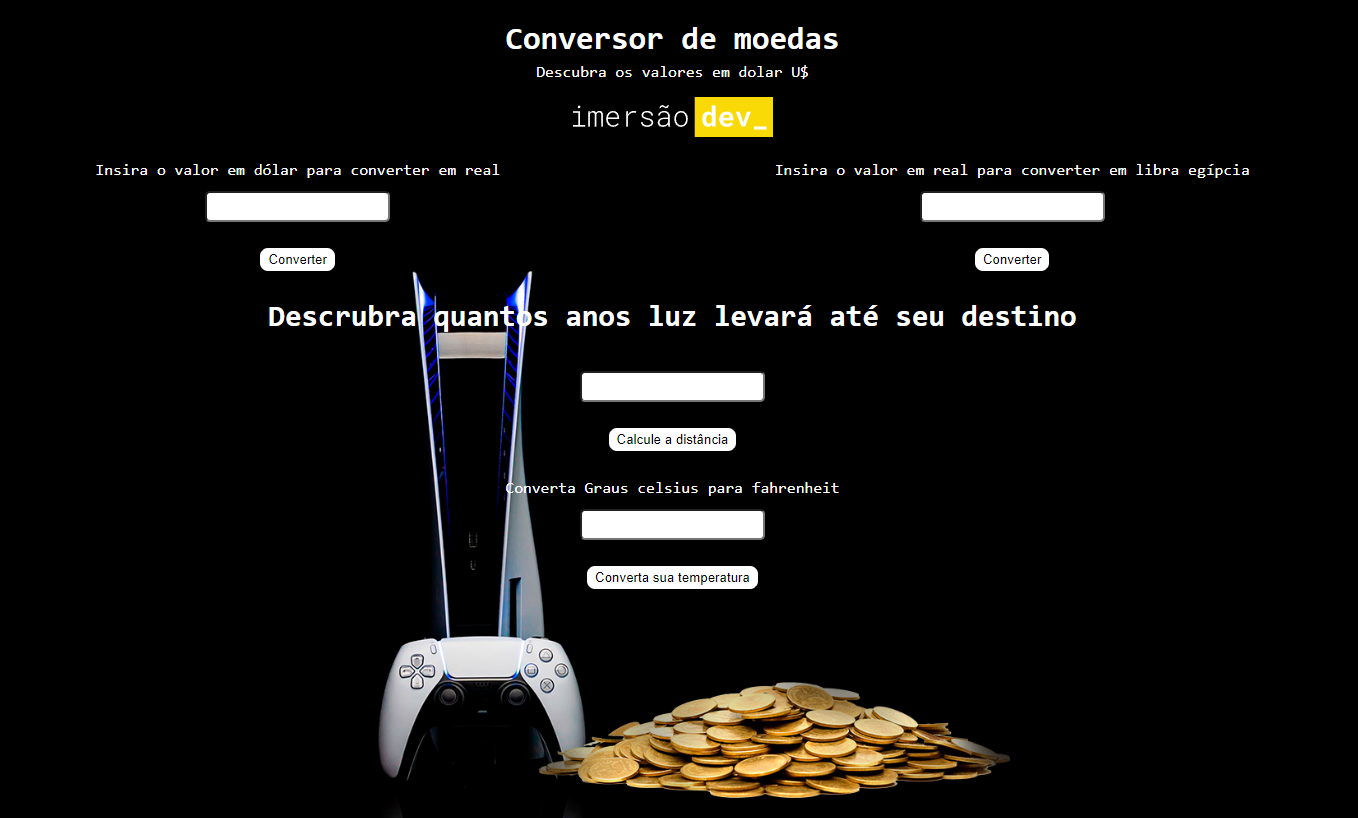 Conversor de moedas
Descubra os valores em dolar U$
imersão dev_
Insira o valor em dólar para converter em real
Insira o valor em real para converter em libra egípcia
Converter
Converter
Descrubra quantos anos luz levará até seu destino
Calcule a distância
Converta Graus celsius para fahrenheit
Converta sua temperatura